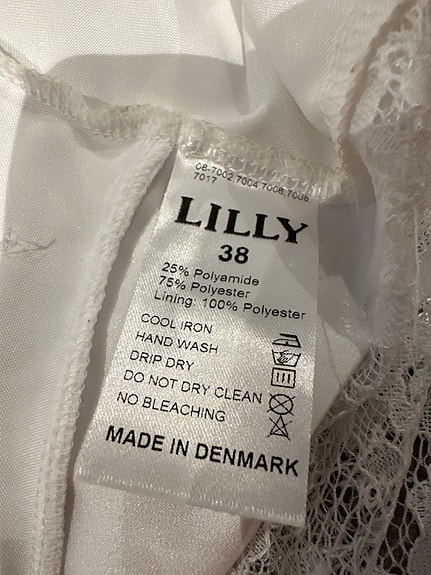 08-7002,7004,7006,7008
7017
LILLY
38
25% Polyamide
75% Polyester
Lining: 100% Polyester
COOL IRON
HAND WASH
DRIP DRY
DO NOT DRY CLEAN
NO BLEACHING
MADE IN DENMARK